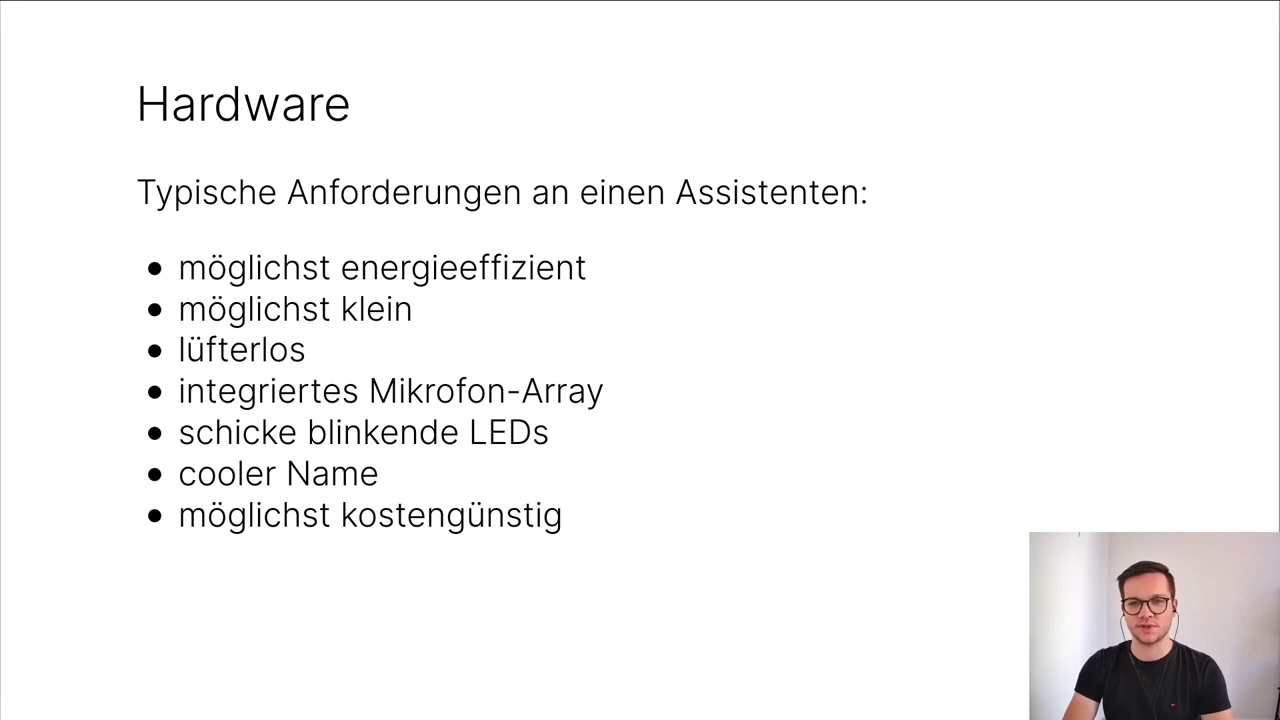 Hardware
Typische Anforderungen an einen Assistenten:
• möglichst energieeffizient
• möglichst klein
• lüfterlos
• integriertes Mikrofon-Array
• schicke blinkende LEDs
• cooler Name
• möglichst kostengünstig